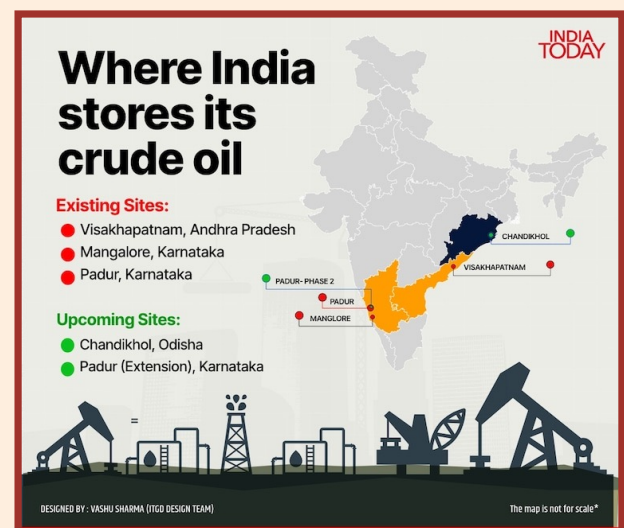 INDIA
TODAY
Where India
stores its
crude oil
Existing Sites:
Visakhapatnam, Andhra Pradesh
Mangalore, Karnataka
Padur, Karnataka
Upcoming Sites:
Chandikhol, Odisha
Padur (Extension), Karnataka
CHANDIKHOL
VISAKHAPATNAM
PADUR- PHASE 2
PADUR
MANGLORE
=
DESIGNED BY : VASHU SHARMA (ITGD DESIGN TEAM)
The map is not for scale*